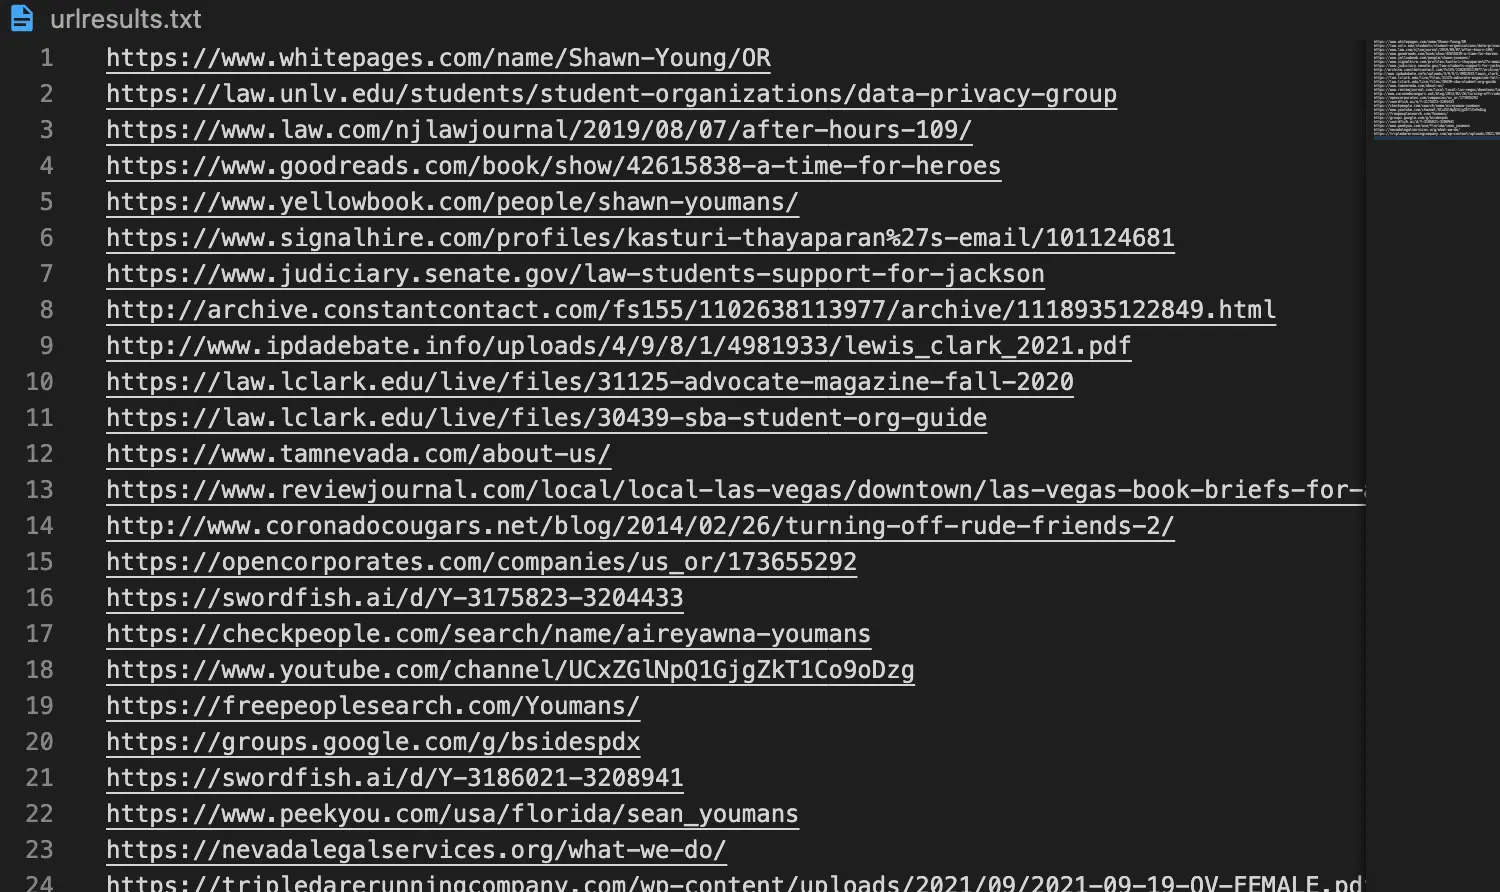 urlresults.txt
1 https://www.whitepages.com/name/Shawn-Young/OR
2 https://law.unlv.edu/students/student-organizations/data-privacy-group
3 https://www.law.com/njlawjournal/2019/08/07/after-hours-109/
4 https://www.goodreads.com/book/show/42615838-a-time-for-heroes
5 https://www.yellowbook.com/people/shawn-youmans/
6 https://www.signalhire.com/profiles/kasturi-thayaparan%27s-email/101124681
7 https://www.judiciary.senate.gov/law-students-support-for-jackson
8 http://archive.constantcontact.com/fs155/1102638113977/archive/1118935122849.html
9 http://www.ipdadebate.info/uploads/4/9/8/1/4981933/lewis_clark_2021.pdf
10 https://law.lclark.edu/live/files/31125-advocate-magazine-fall-2020
11 https://law.lclark.edu/live/files/30439-sba-student-org-guide
12 https://www.tamnevada.com/about-us/
13 https://www.reviewjournal.com/local/local-las-vegas/downtown/las-vegas-book-briefs-for-
14 http://www.coronadocougars.net/blog/2014/02/26/turning-off-rude-friends-2/
15 https://opencorporates.com/companies/us_or/173655292
16 https://swordfish.ai/d/Y-3175823-3204433
17 https://checkpeople.com/search/name/aireyawna-youmans
18 https://www.youtube.com/channel/UCxZGlNpQ1GjgZkT1Co9oDzg
19 https://freepeoplesearch.com/Youmans/
20 https://groups.google.com/g/bsidespdx
21 https://swordfish.ai/d/Y-3186021-3208941
22 https://www.peekyou.com/usa/florida/sean_youmans
23 https://nevadalegalservices.org/what-we-do/
24 https://tripledarerunningcompany.com/wp-content/uploads/2021/09/2021-09-19-OV-FEMALE.pd